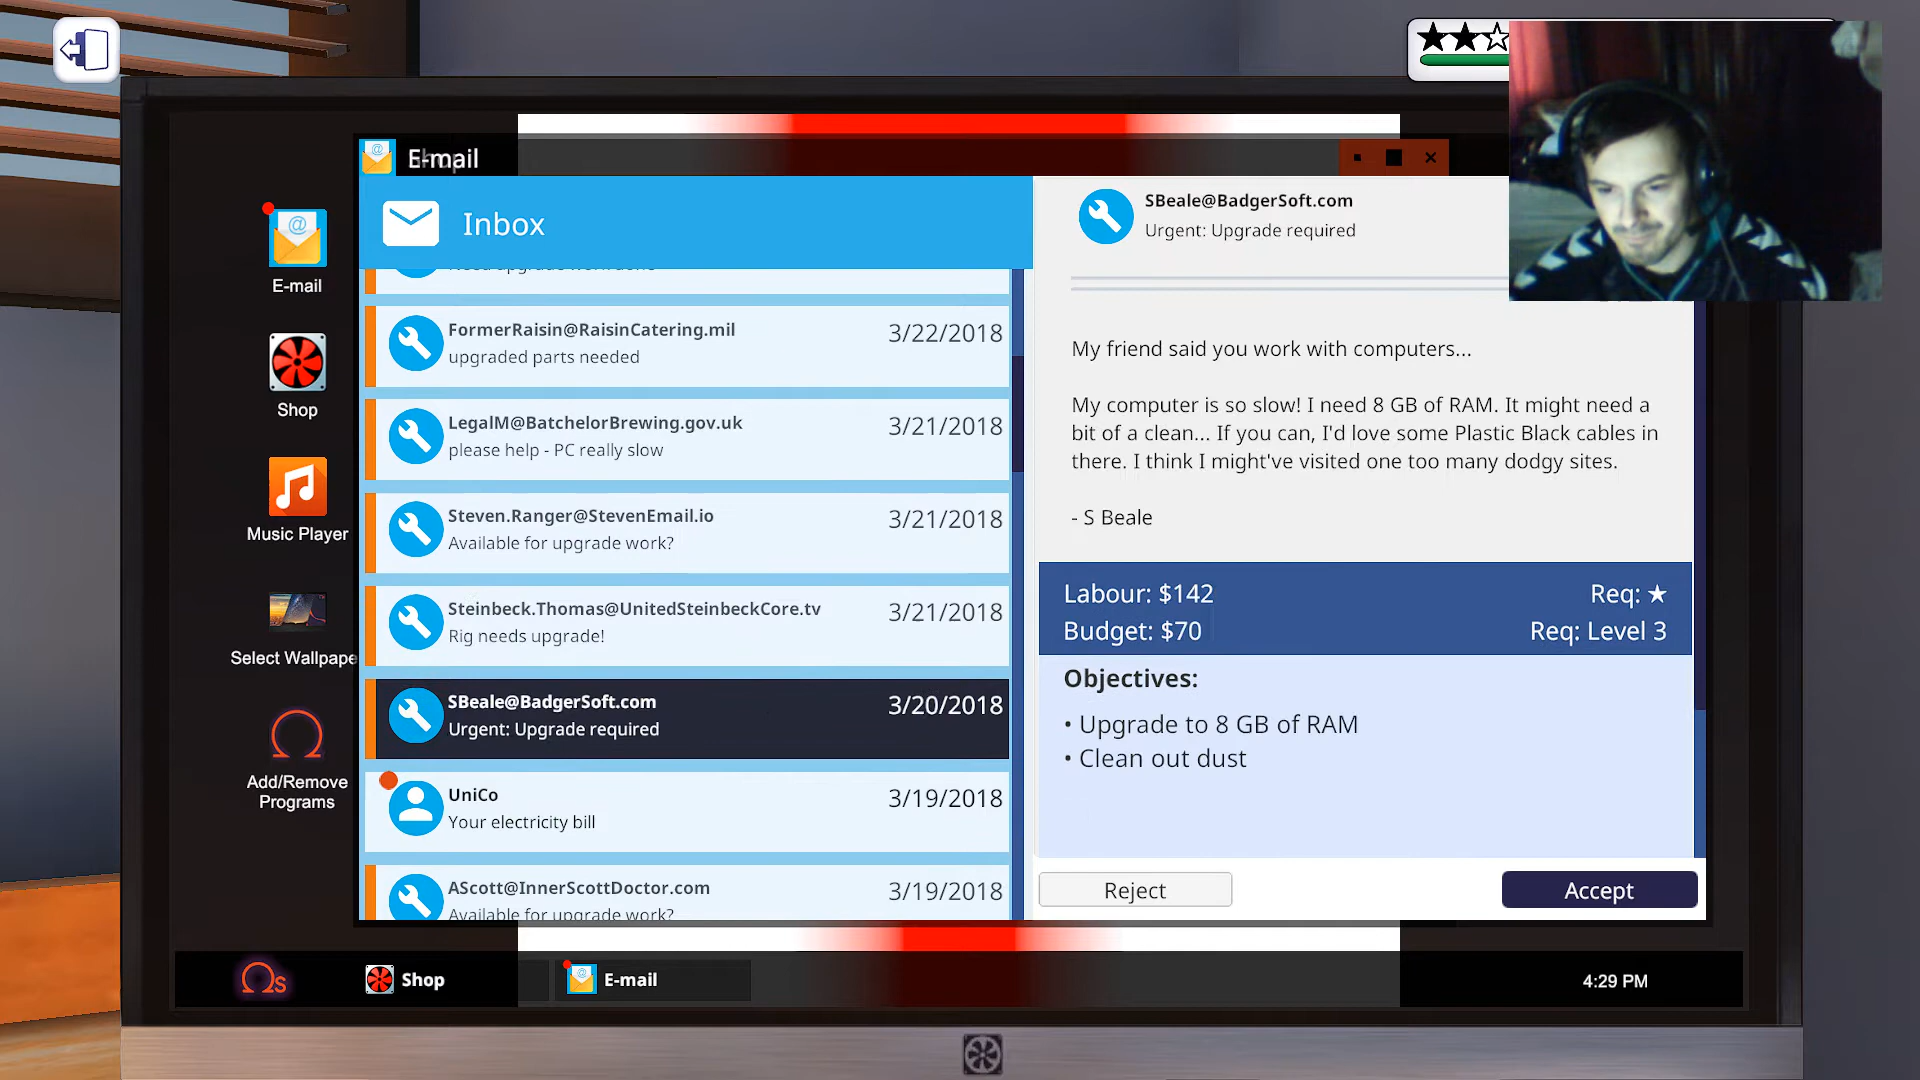 E-mail
Inbox
FormerRaisin@RaisinCatering.mil
3/22/2018
upgraded parts needed
LegalM@BatchelorBrewing.gov.uk
3/21/2018
please help - PC really slow
Steven.Ranger@StevenEmail.io
3/21/2018
Available for upgrade work?
Steinbeck.Thomas@UnitedSteinbeckCore.tv
3/21/2018
Rig needs upgrade!
SBeale@BadgerSoft.com
3/20/2018
Urgent: Upgrade required
UniCo
3/19/2018
Your electricity bill
AScott@InnerScottDoctor.com
3/19/2018
Available for upgrade work?
SBeale@BadgerSoft.com
Urgent: Upgrade required
My friend said you work with computers...
My computer is so slow! I need 8 GB of RAM. It might need a
bit of a clean... If you can, I'd love some Plastic Black cables in
there. I think I might've visited one too many dodgy sites.
- S Beale
Labour: $142
Req: ★
Budget: $70
Req: Level 3
Objectives:
• Upgrade to 8 GB of RAM
• Clean out dust
Reject
Accept
E-mail
Shop
Music Player
Select Wallpape
Add/Remove
Programs
Shop
E-mail
4:29 PM